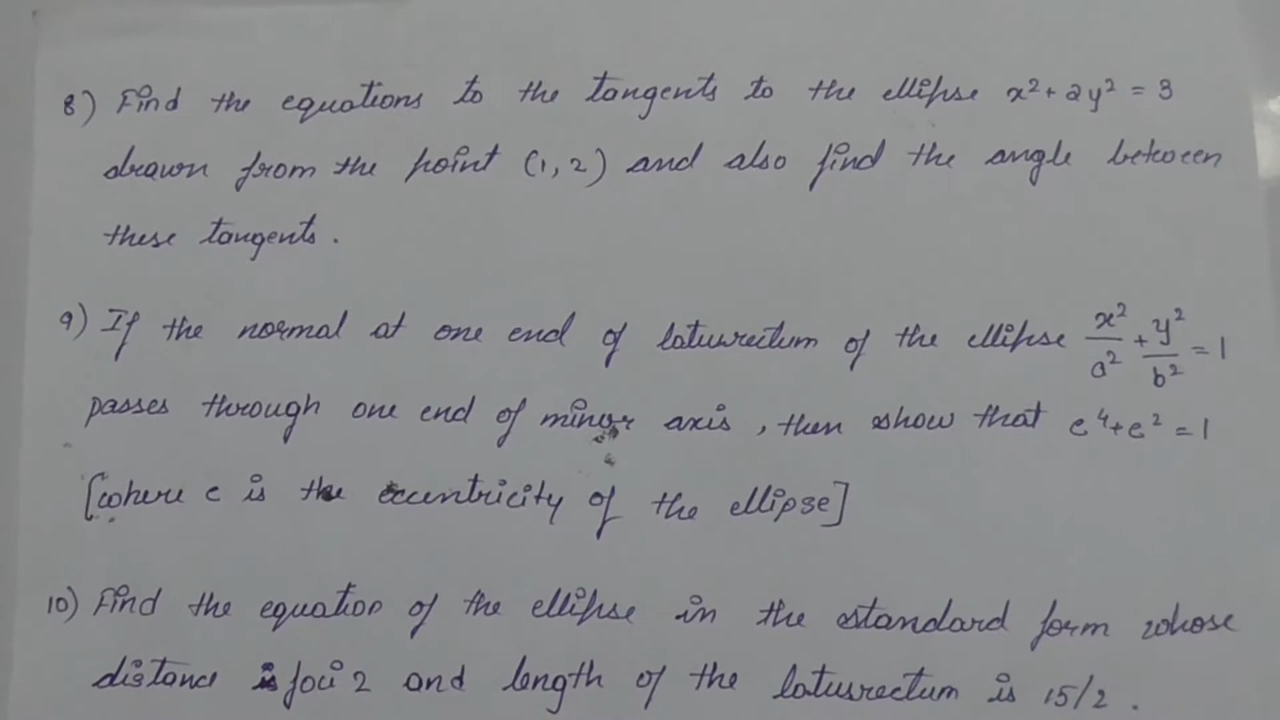 8) Find the equations to the tangents to the ellipse x² + 2y² = 3
drawn from the point (1, 2) and also find the angle between
these tangents.
9) If the normal at one end of latusrectum of the ellipse x²/a² + y²/b² = 1
passes through one end of minor axis, then show that e⁴+e² = 1
[where e is the eccentricity of the ellipse]
10) Find the equation of the ellipse in the standard form whose
distance is foci 2 and length of the latusrectum is 15/2.